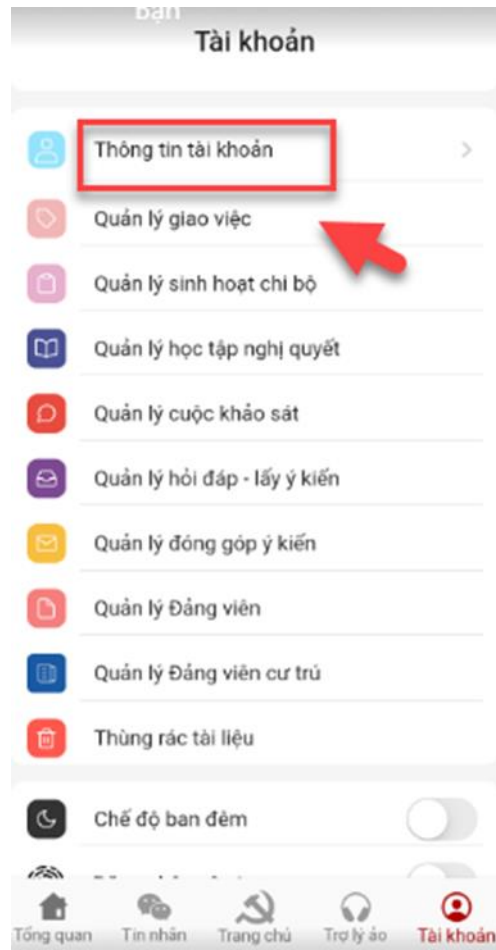 bạn
Tài khoản
Thông tin tài khoản
Quản lý giao việc
Quản lý sinh hoạt chi bộ
Quản lý học tập nghị quyết
Quản lý cuộc khảo sát
Quản lý hỏi đáp - lấy ý kiến
Quản lý đóng góp ý kiến
Quản lý Đảng viên
Quản lý Đảng viên cư trú
Thùng rác tài liệu
Chế độ ban đêm
Tổng quan Tin nhắn Trang chủ Trợ lý ảo Tài khoản